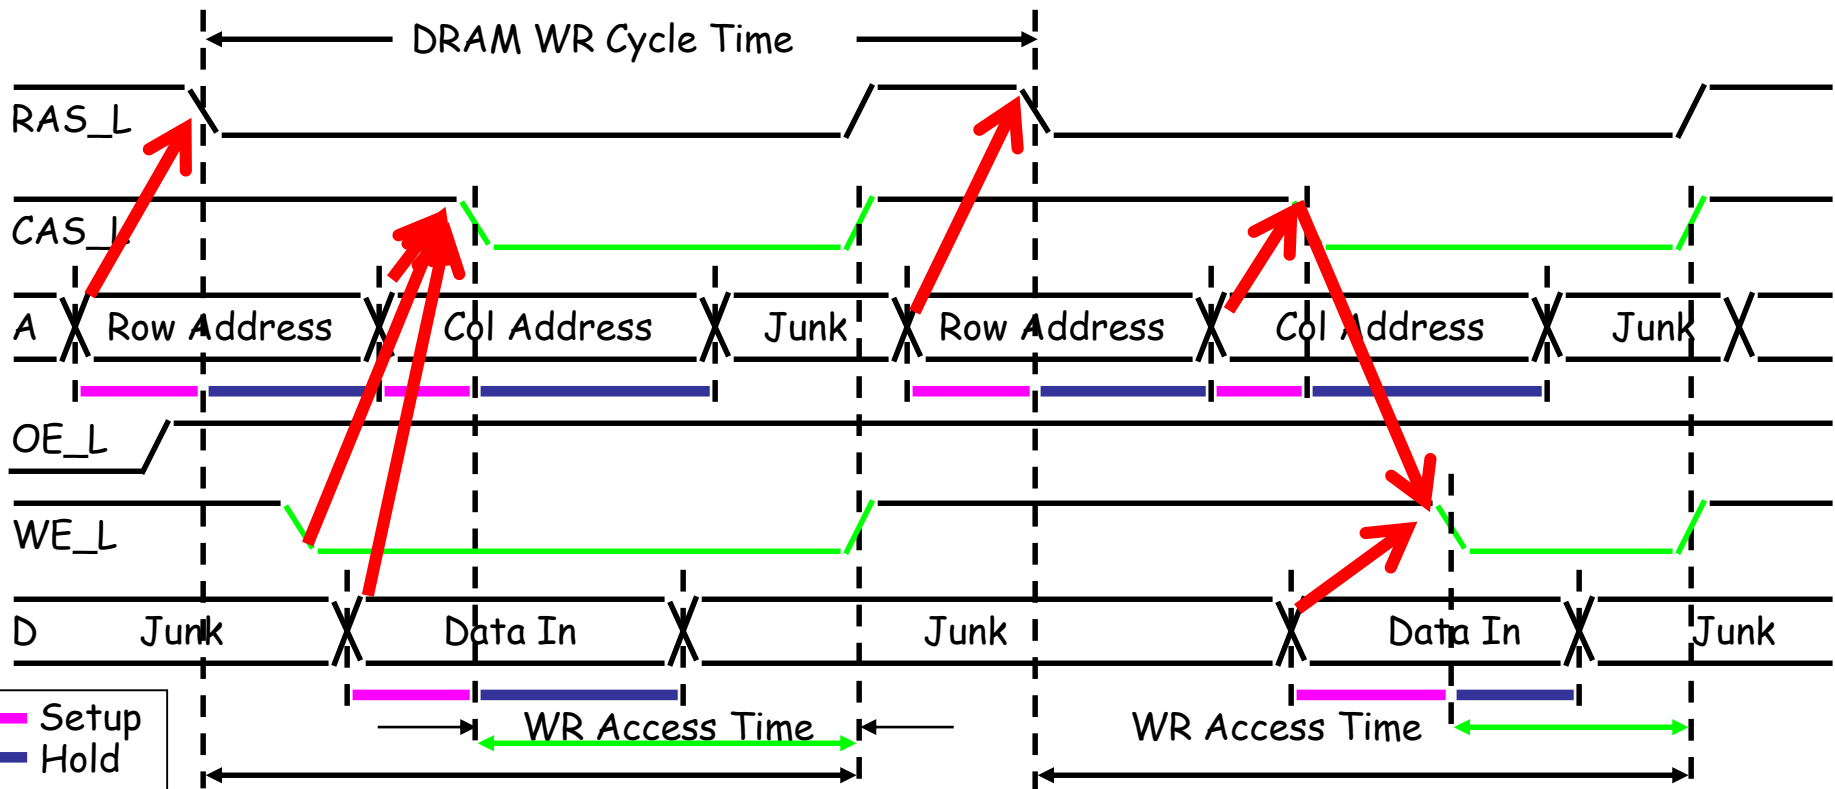 DRAM WR Cycle Time
RAS_L
CAS_L
A Row Address Col Address Junk Row Address Col Address Junk
OE_L
WE_L
D Junk Data In Junk Data In Junk
Setup
WR Access Time WR Access Time
Hold